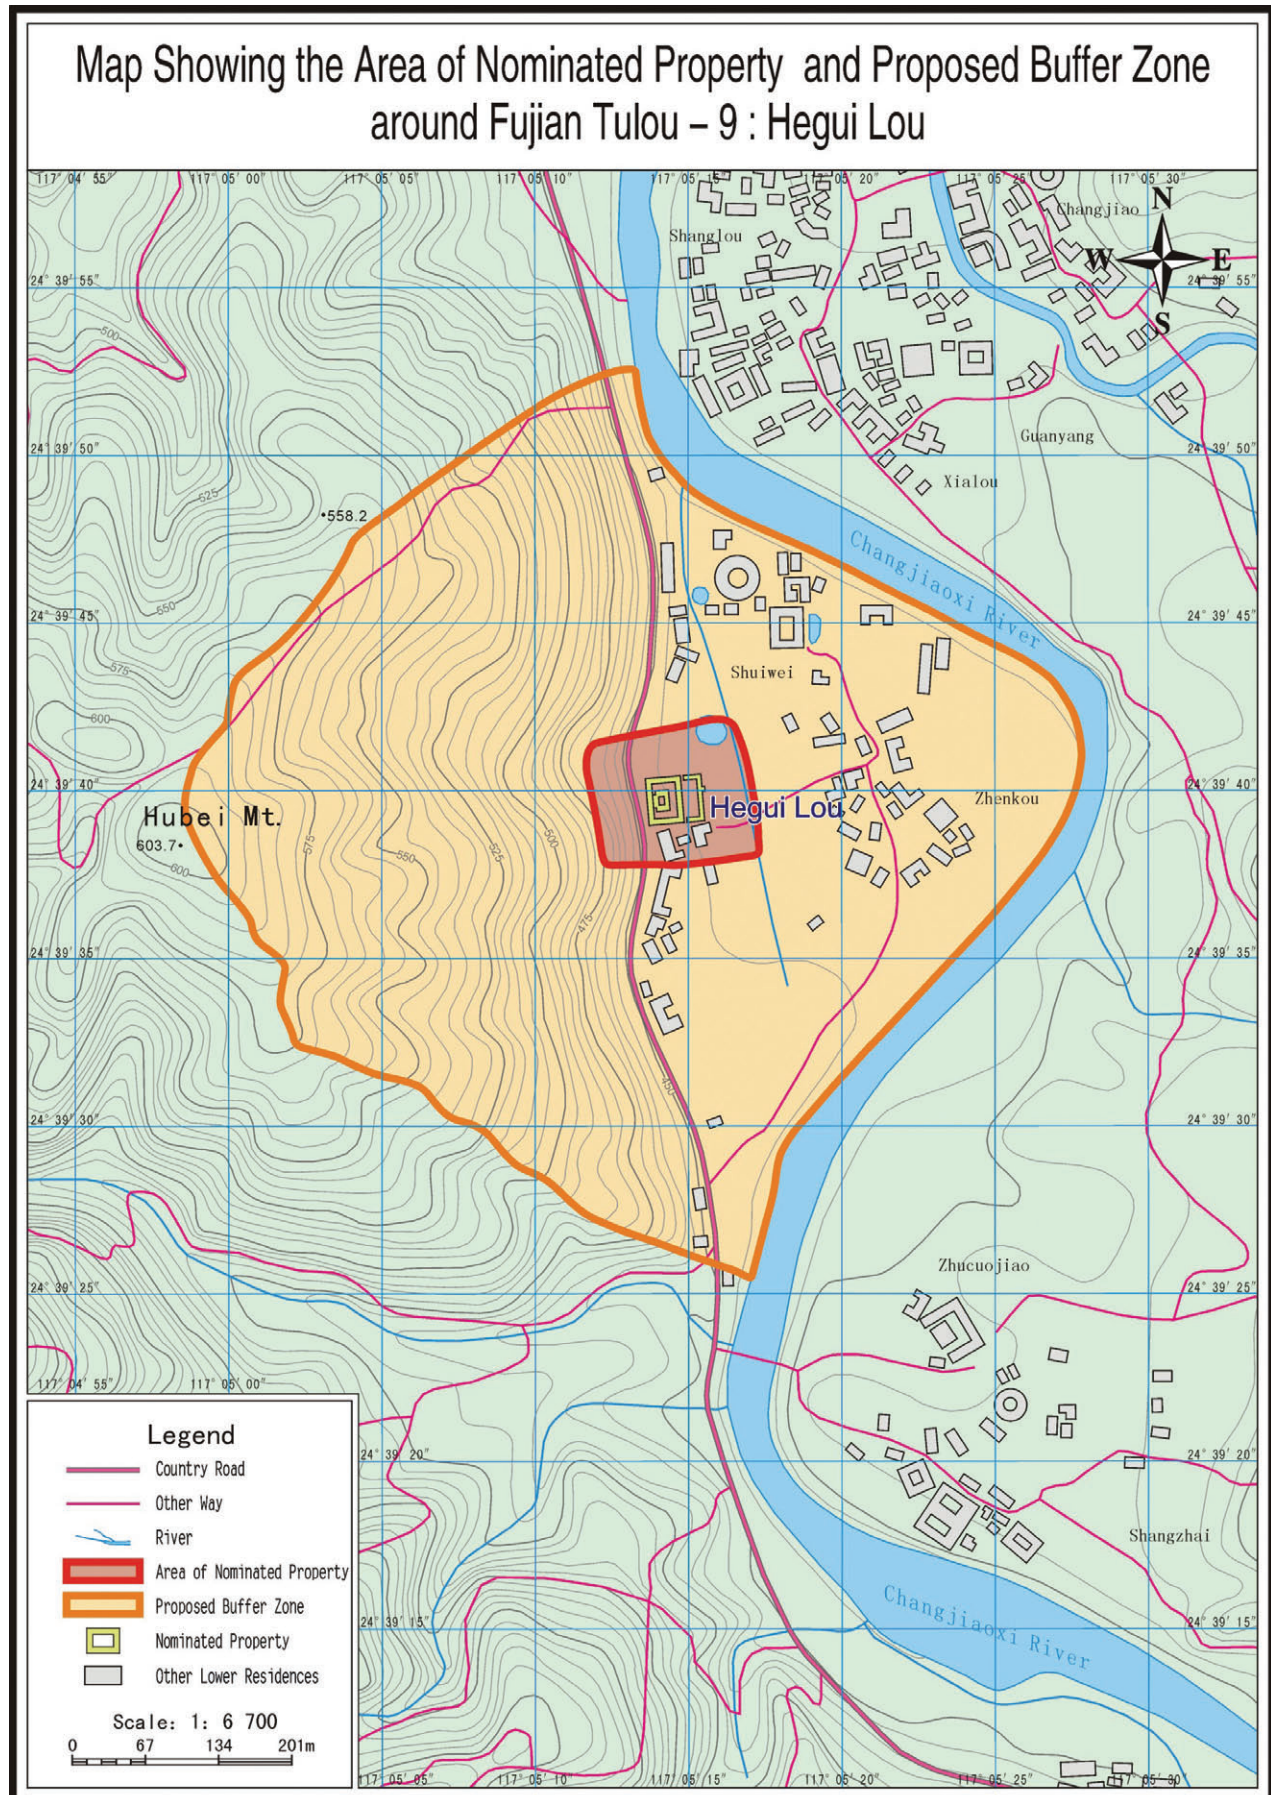 Map Showing the Area of Nominated Property and Proposed Buffer Zone
around Fujian Tulou – 9 : Hegui Lou
117° 04′ 55″
117° 05′ 00″
117° 05′ 05″
117° 05′ 10″
117° 05′ 15″
117° 05′ 20″
117° 05′ 25″
117° 05′ 30″
N
W
E
S
Changjiao
Shanglou
24° 39′ 55″
24° 39′ 55″
500
Guanyang
24° 39′ 50″
24° 39′ 50″
Xialou
525
558.2
Changjiaoxi River
550
24° 39′ 45″
24° 39′ 45″
575
Shuiwei
600
24° 39′ 40″
24° 39′ 40″
Hegui Lou
Zhenkou
Hubei Mt.
603.7
600
575
550
525
500
475
24° 39′ 35″
24° 39′ 35″
450
24° 39′ 30″
24° 39′ 30″
Zhucuojiao
24° 39′ 25″
24° 39′ 25″
117° 04′ 55″
117° 05′ 00″
24° 39′ 20″
24° 39′ 20″
Shangzhai
Changjiaoxi River
24° 39′ 15″
24° 39′ 15″
Legend
Country Road
Other Way
River
Area of Nominated Property
Proposed Buffer Zone
Nominated Property
Other Lower Residences
Scale: 1: 6 700
0 67 134 201m
117° 05′ 05″
117° 05′ 10″
117° 05′ 15″
117° 05′ 20″
117° 05′ 25″
117° 05′ 30″